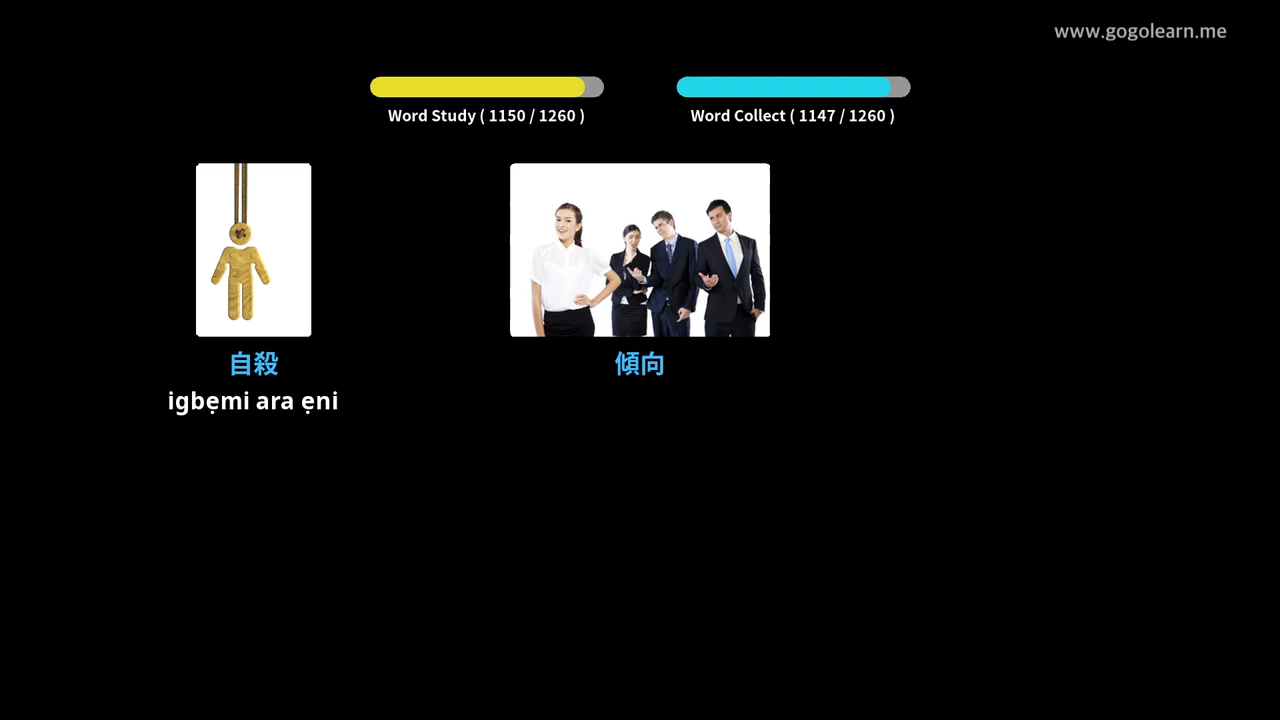 www.gogolearn.me
Word Study ( 1150 / 1260 )
Word Collect ( 1147 / 1260 )
自殺
傾向
igbẹmi ara ẹni